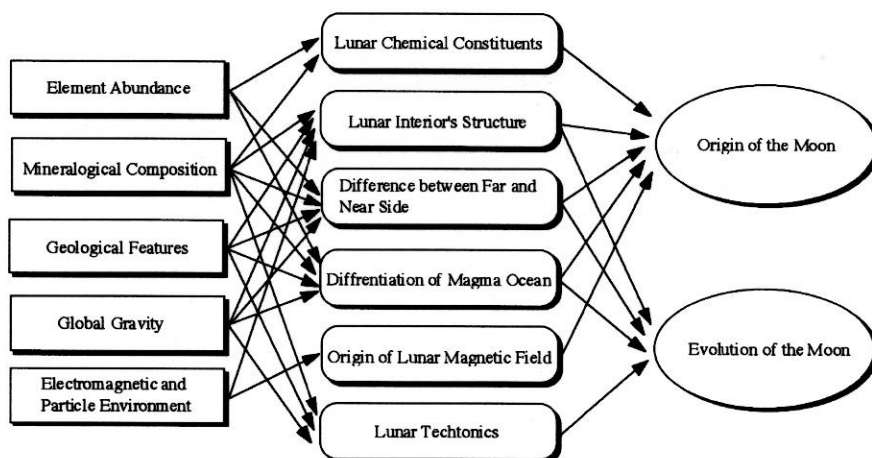 Element Abundance
Mineralogical Composition
Geological Features
Global Gravity
Electromagnetic and
Particle Environment
Lunar Chemical Constituents
Lunar Interior's Structure
Difference between Far and
Near Side
Diffrentiation of Magma Ocean
Origin of Lunar Magnetic Field
Lunar Techtonics
Origin of the Moon
Evolution of the Moon